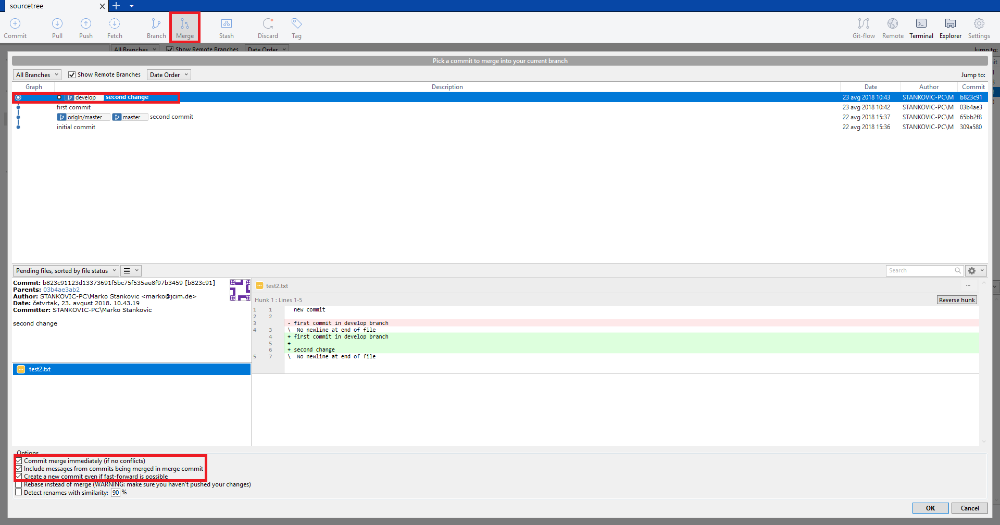 sourcetree
Commit Pull Push Fetch Branch Merge Stash Discard Tag Git-flow Remote Terminal Explorer Settings
All Branches Show Remote Branches Date Order Jump to:
Pick a commit to merge into your current branch
All Branches Show Remote Branches Date Order Jump to:
Graph Description Date Author Commit
develop second change 23 avg 2018 10:43 STANKOVIC-PC\M b823c91
first commit 23 avg 2018 10:42 STANKOVIC-PC\M 03b4ae3
origin/master master second commit 22 avg 2018 15:37 STANKOVIC-PC\M 65bb2f8
initial commit 22 avg 2018 15:36 STANKOVIC-PC\M 309a580
Pending files, sorted by file status Search
Commit: b823c91123d13373691f5bc75f535ae8f97b3459 [b823c91]
Parents: 03b4ae3ab2
Author: STANKOVIC-PC\Marko Stankovic <marko@jcim.de>
Date: četvrtak, 23. avgust 2018. 10.43.19
Committer: STANKOVIC-PC\Marko Stankovic
second change
test2.txt
test2.txt
Hunk 1 : Lines 1-5 Reverse hunk
1 1 new commit
2 2
3 - first commit in develop branch
4 3 \ No newline at end of file
4 + first commit in develop branch
5 +
6 + second change
5 7 \ No newline at end of file
Options
Commit merge immediately (if no conflicts)
Include messages from commits being merged in merge commit
Create a new commit even if fast-forward is possible
Rebase instead of merge (WARNING: make sure you haven't pushed your changes)
Detect renames with similarity: 90 %
OK Cancel